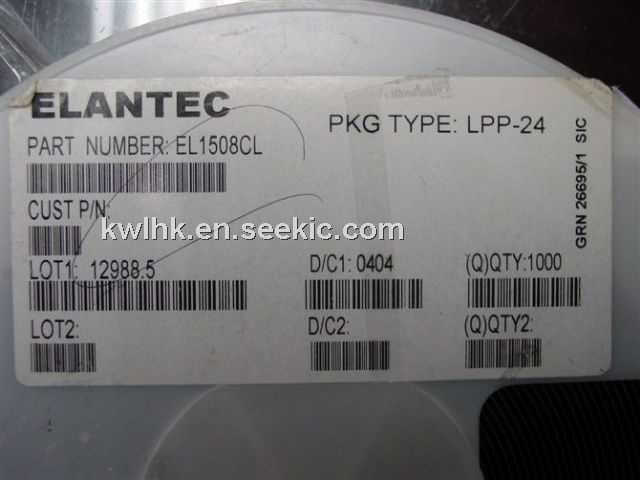 ELANTEC
PKG TYPE: LPP-24
PART NUMBER: EL1508CL
CUST P/N:
kwlhk.en.seekic.com
LOT1: 12988.5 D/C1: 0404 (Q)QTY:1000
LOT2: D/C2: (Q)QTY2:
GRN 26695/1 SIC